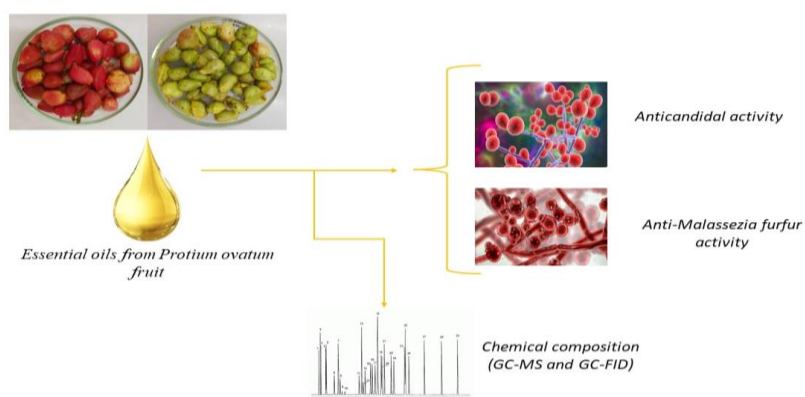 Anticandidal activity
Anti-Malassezia furfur
activity
Essential oils from Protium ovatum
fruit
Chemical composition
(GC-MS and GC-FID)